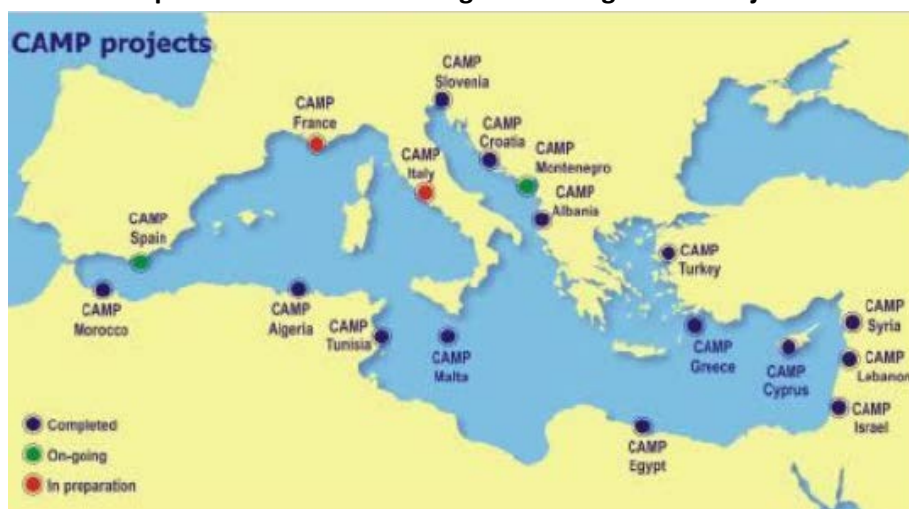 CAMP projects
CAMP
Slovenia
CAMP
France
CAMP
Croatia
CAMP
Montenegro
CAMP
Italy
CAMP
Albania
CAMP
Spain
CAMP
Turkey
CAMP
Morocco
CAMP
Algeria
CAMP
Tunisia
CAMP
Malta
CAMP
Greece
CAMP
Cyprus
CAMP
Syria
CAMP
Lebanon
CAMP
Israel
CAMP
Egypt
Completed
On-going
In preparation